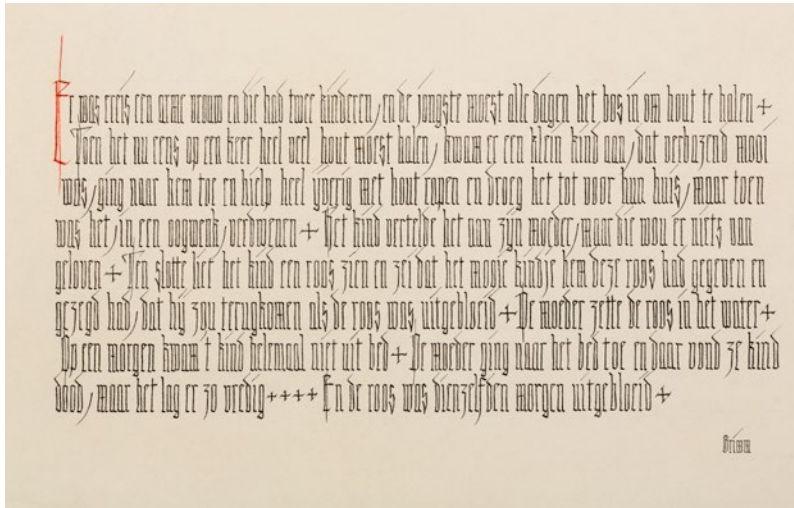 Er was eens een arme vrouw en die had twee kinderen, en de jongste moest alle dagen het bos in om hout te halen +
Toen het nu eens op een keer heel veel hout moest halen, kwam er een klein kind aan, dat verbazend mooi
was, ging naar hem toe en hielp heel ijverig met hout rapen en droeg het tot voor hun huis, maar toen
was het, in een oogwenk, verdwenen + Het kind vertelde het aan zijn moeder, maar die wou er niets van
geloven + Ten slotte liet het kind een roos zien en zei dat het mooie kindje hem deze roos had gegeven en
gezegd had, dat hij zou terugkomen als de roos was uitgebloeid + De moeder zette de roos in het water +
Op een morgen kwam 't kind helemaal niet uit bed + De moeder ging naar het bed toe en daar vond ze kind
dood, maar het lag er zo vredig ++++ En de roos was dienzelfden morgen uitgebloeid +
Grimm